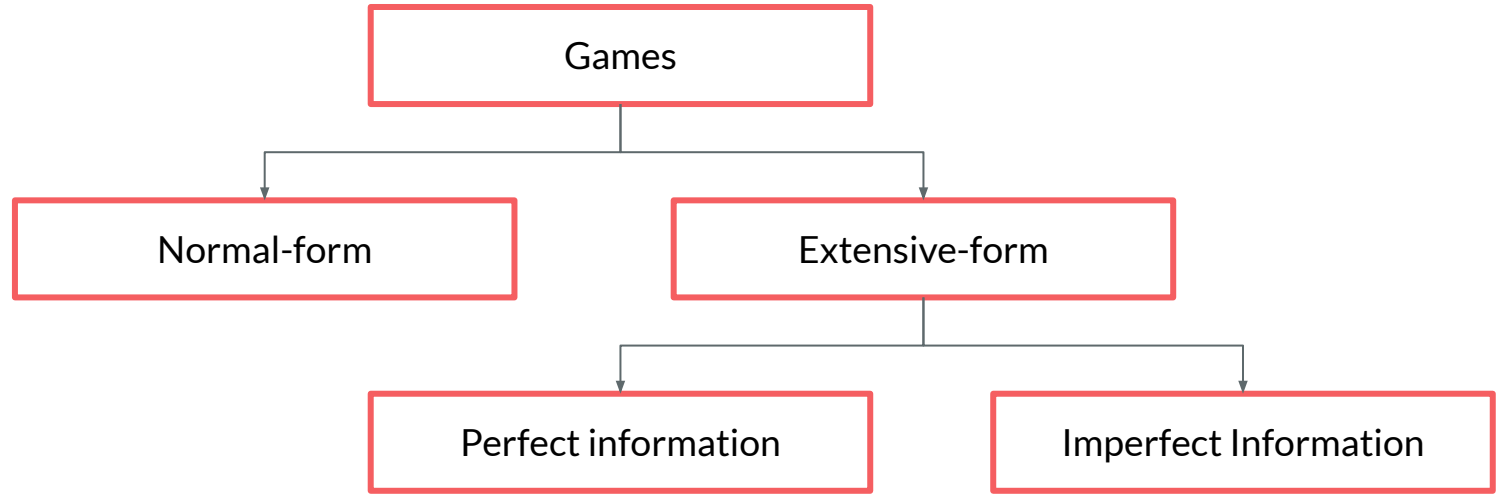 Games
Normal-form
Extensive-form
Perfect information
Imperfect Information